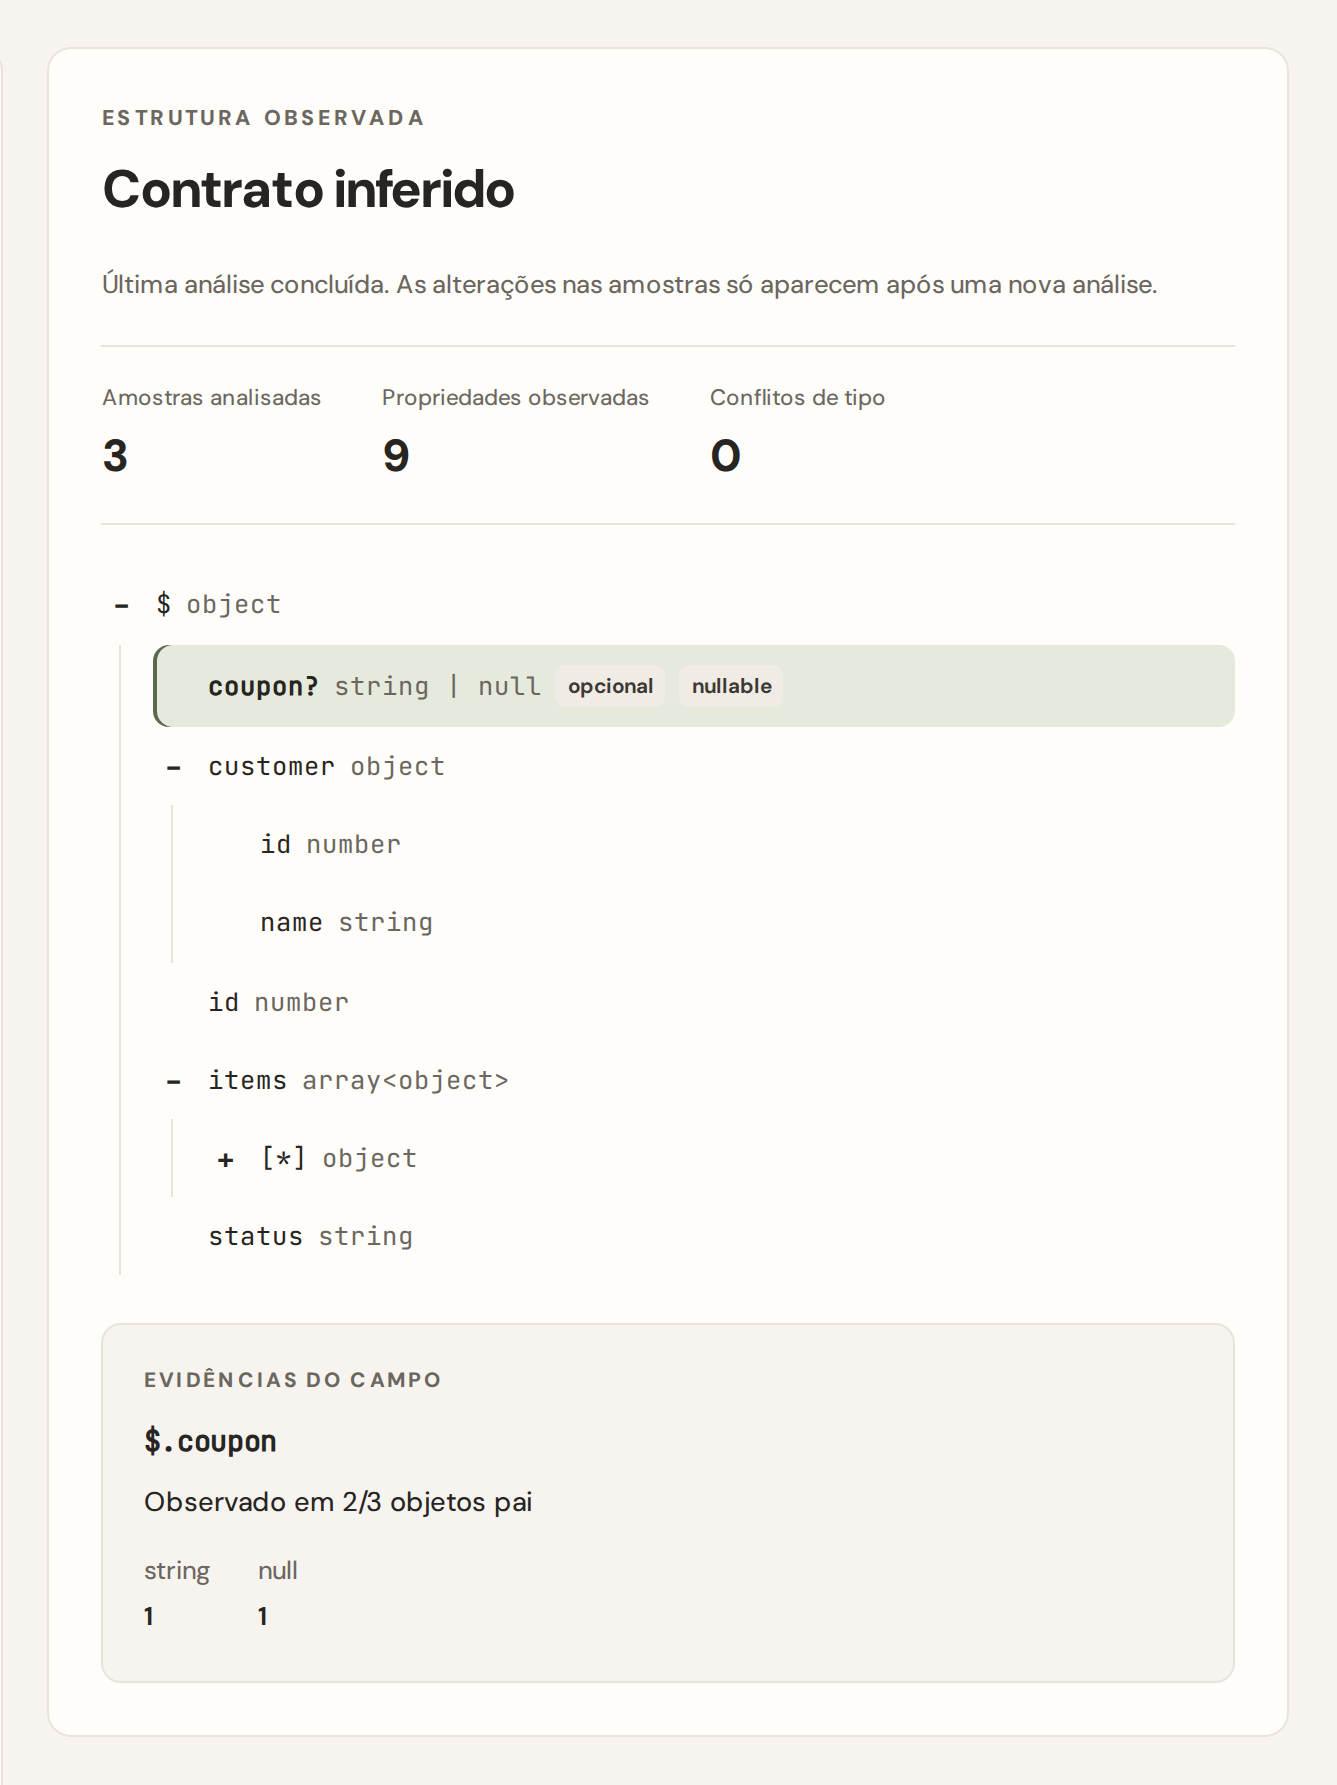 ESTRUTURA OBSERVADA
Contrato inferido
Última análise concluída. As alterações nas amostras só aparecem após uma nova análise.
Amostras analisadas Propriedades observadas Conflitos de tipo
3 9 0
– $ object
coupon? string | null opcional nullable
– customer object
id number
name string
id number
– items array<object>
+ [*] object
status string
EVIDÊNCIAS DO CAMPO
$.coupon
Observado em 2/3 objetos pai
string null
1 1